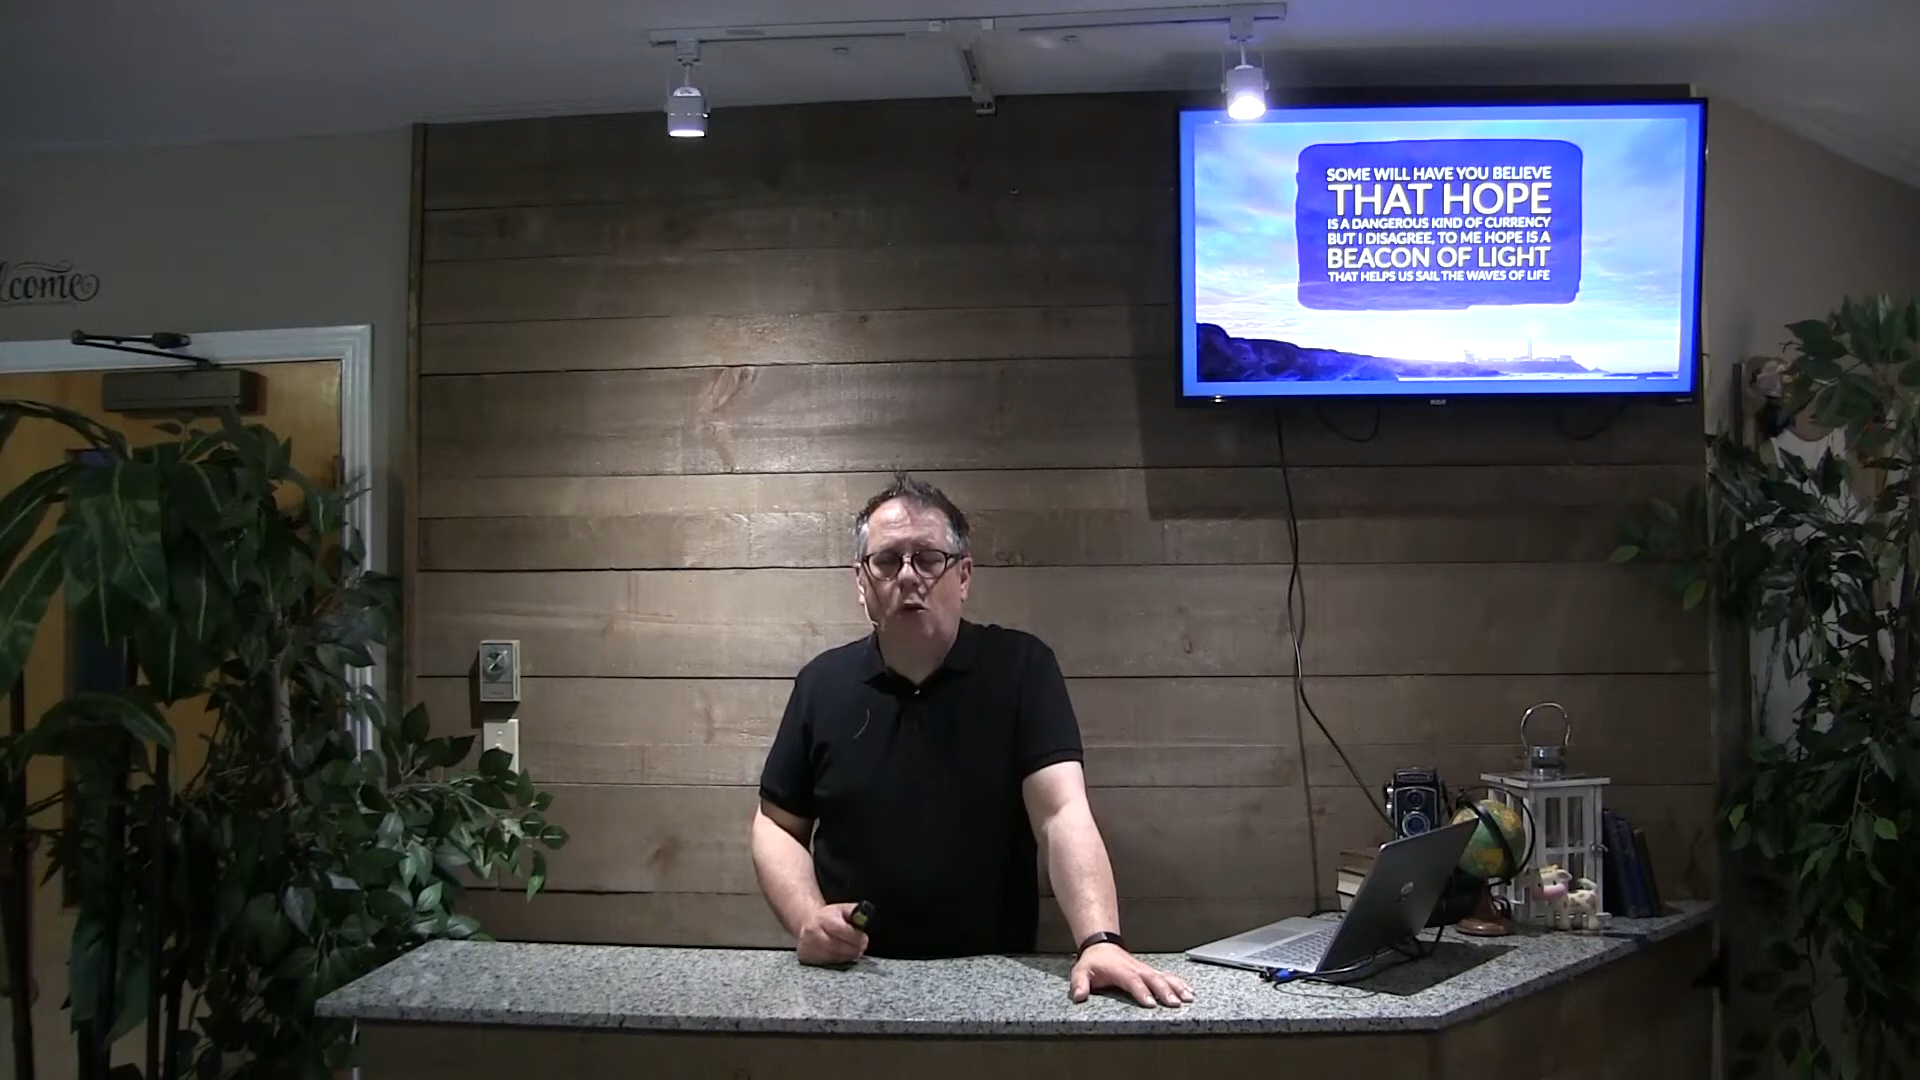 SOME WILL HAVE YOU BELIEVE
THAT HOPE
IS A DANGEROUS KIND OF CURRENCY
BUT I DISAGREE, TO ME HOPE IS A
BEACON OF LIGHT
THAT HELPS US SAIL THE WAVES OF LIFE
lcome
RCA